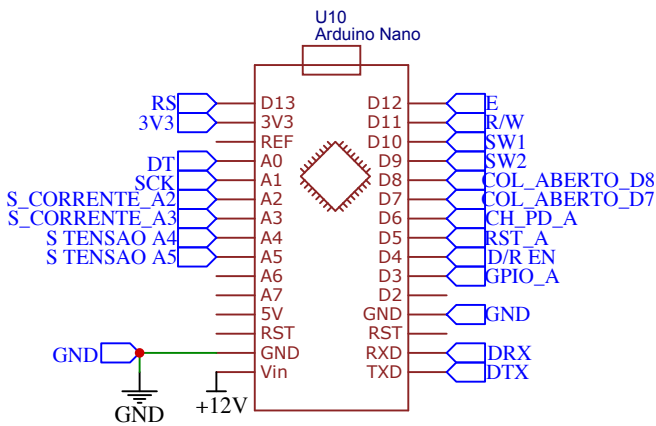 U10
Arduino Nano
RS D13 D12 E
3V3 3V3 D11 R/W
REF D10 SW1
DT A0 D9 SW2
SCK A1 D8 COL_ABERTO_D8
S_CORRENTE_A2 A2 D7 COL_ABERTO_D7
S_CORRENTE_A3 A3 D6 CH_PD_A
S TENSAO A4 A4 D5 RST_A
S TENSAO A5 A5 D4 D/R EN
A6 D3 GPIO_A
A7 D2
5V GND GND
RST RST
GND GND RXD DRX
Vin TXD DTX
GND +12V